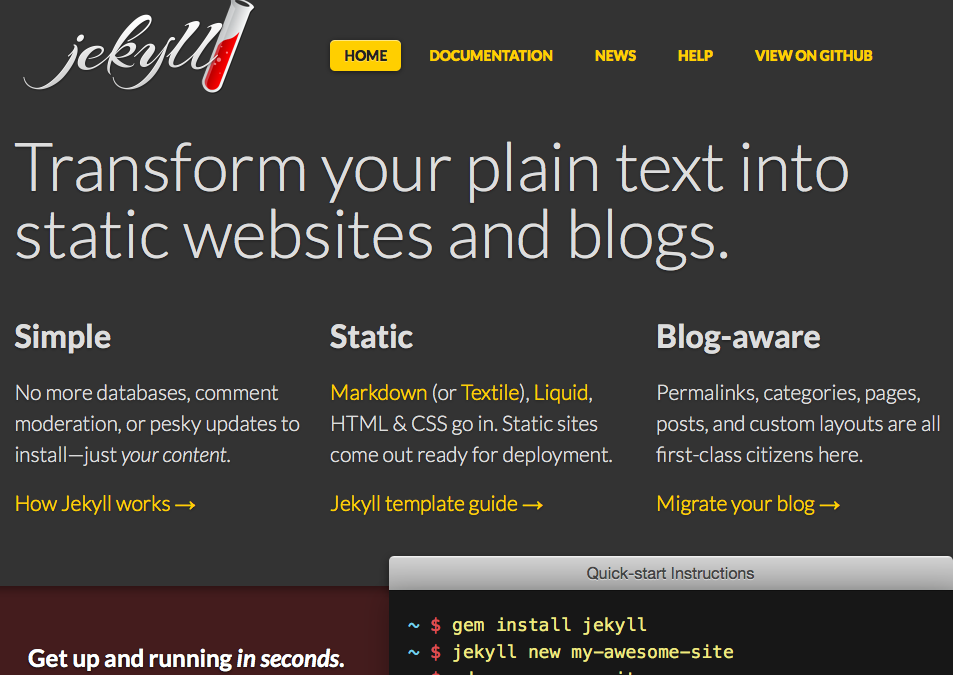 jekyll
HOME DOCUMENTATION NEWS HELP VIEW ON GITHUB
Transform your plain text into
static websites and blogs.
Simple
No more databases, comment
moderation, or pesky updates to
install—just your content.
How Jekyll works →
Static
Markdown (or Textile), Liquid,
HTML & CSS go in. Static sites
come out ready for deployment.
Jekyll template guide →
Blog-aware
Permalinks, categories, pages,
posts, and custom layouts are all
first-class citizens here.
Migrate your blog →
Get up and running in seconds.
Quick-start Instructions
~ $ gem install jekyll
~ $ jekyll new my-awesome-site